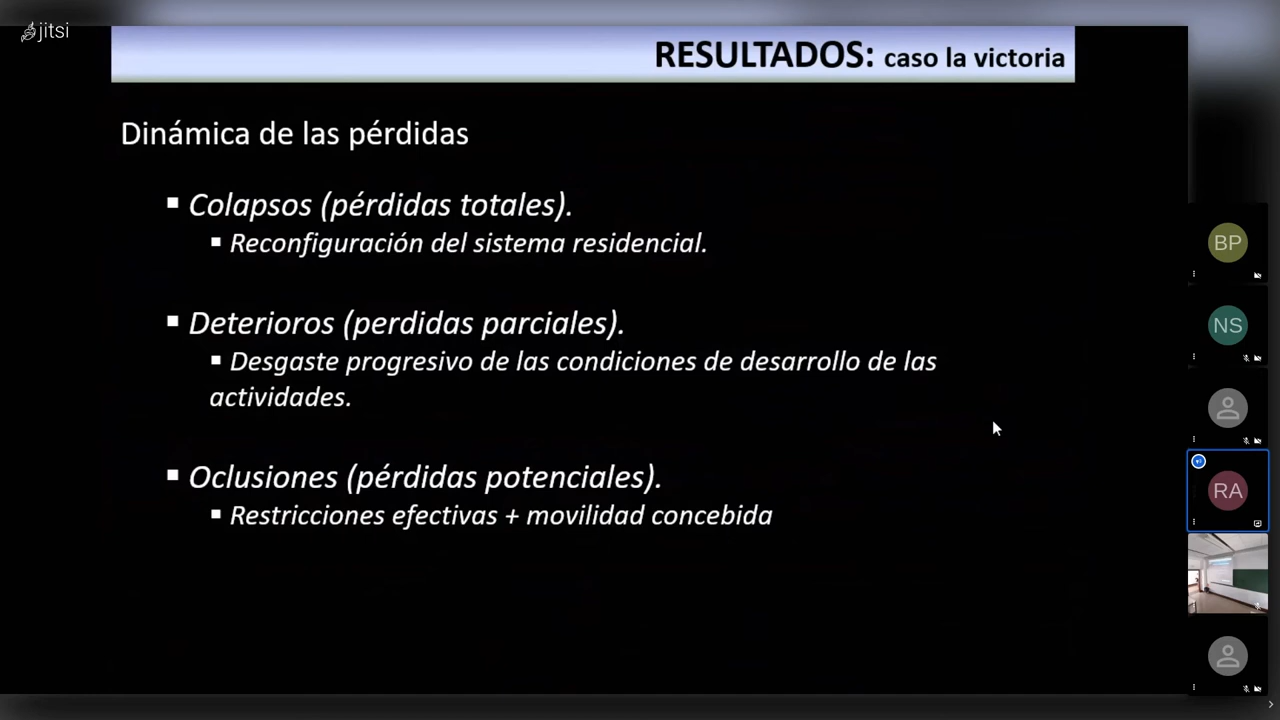 jitsi
RESULTADOS: caso la victoria
Dinámica de las pérdidas
▪ Colapsos (pérdidas totales).
▪ Reconfiguración del sistema residencial.
▪ Deterioros (perdidas parciales).
▪ Desgaste progresivo de las condiciones de desarrollo de las
actividades.
▪ Oclusiones (pérdidas potenciales).
▪ Restricciones efectivas + movilidad concebida
BP
NS
RA